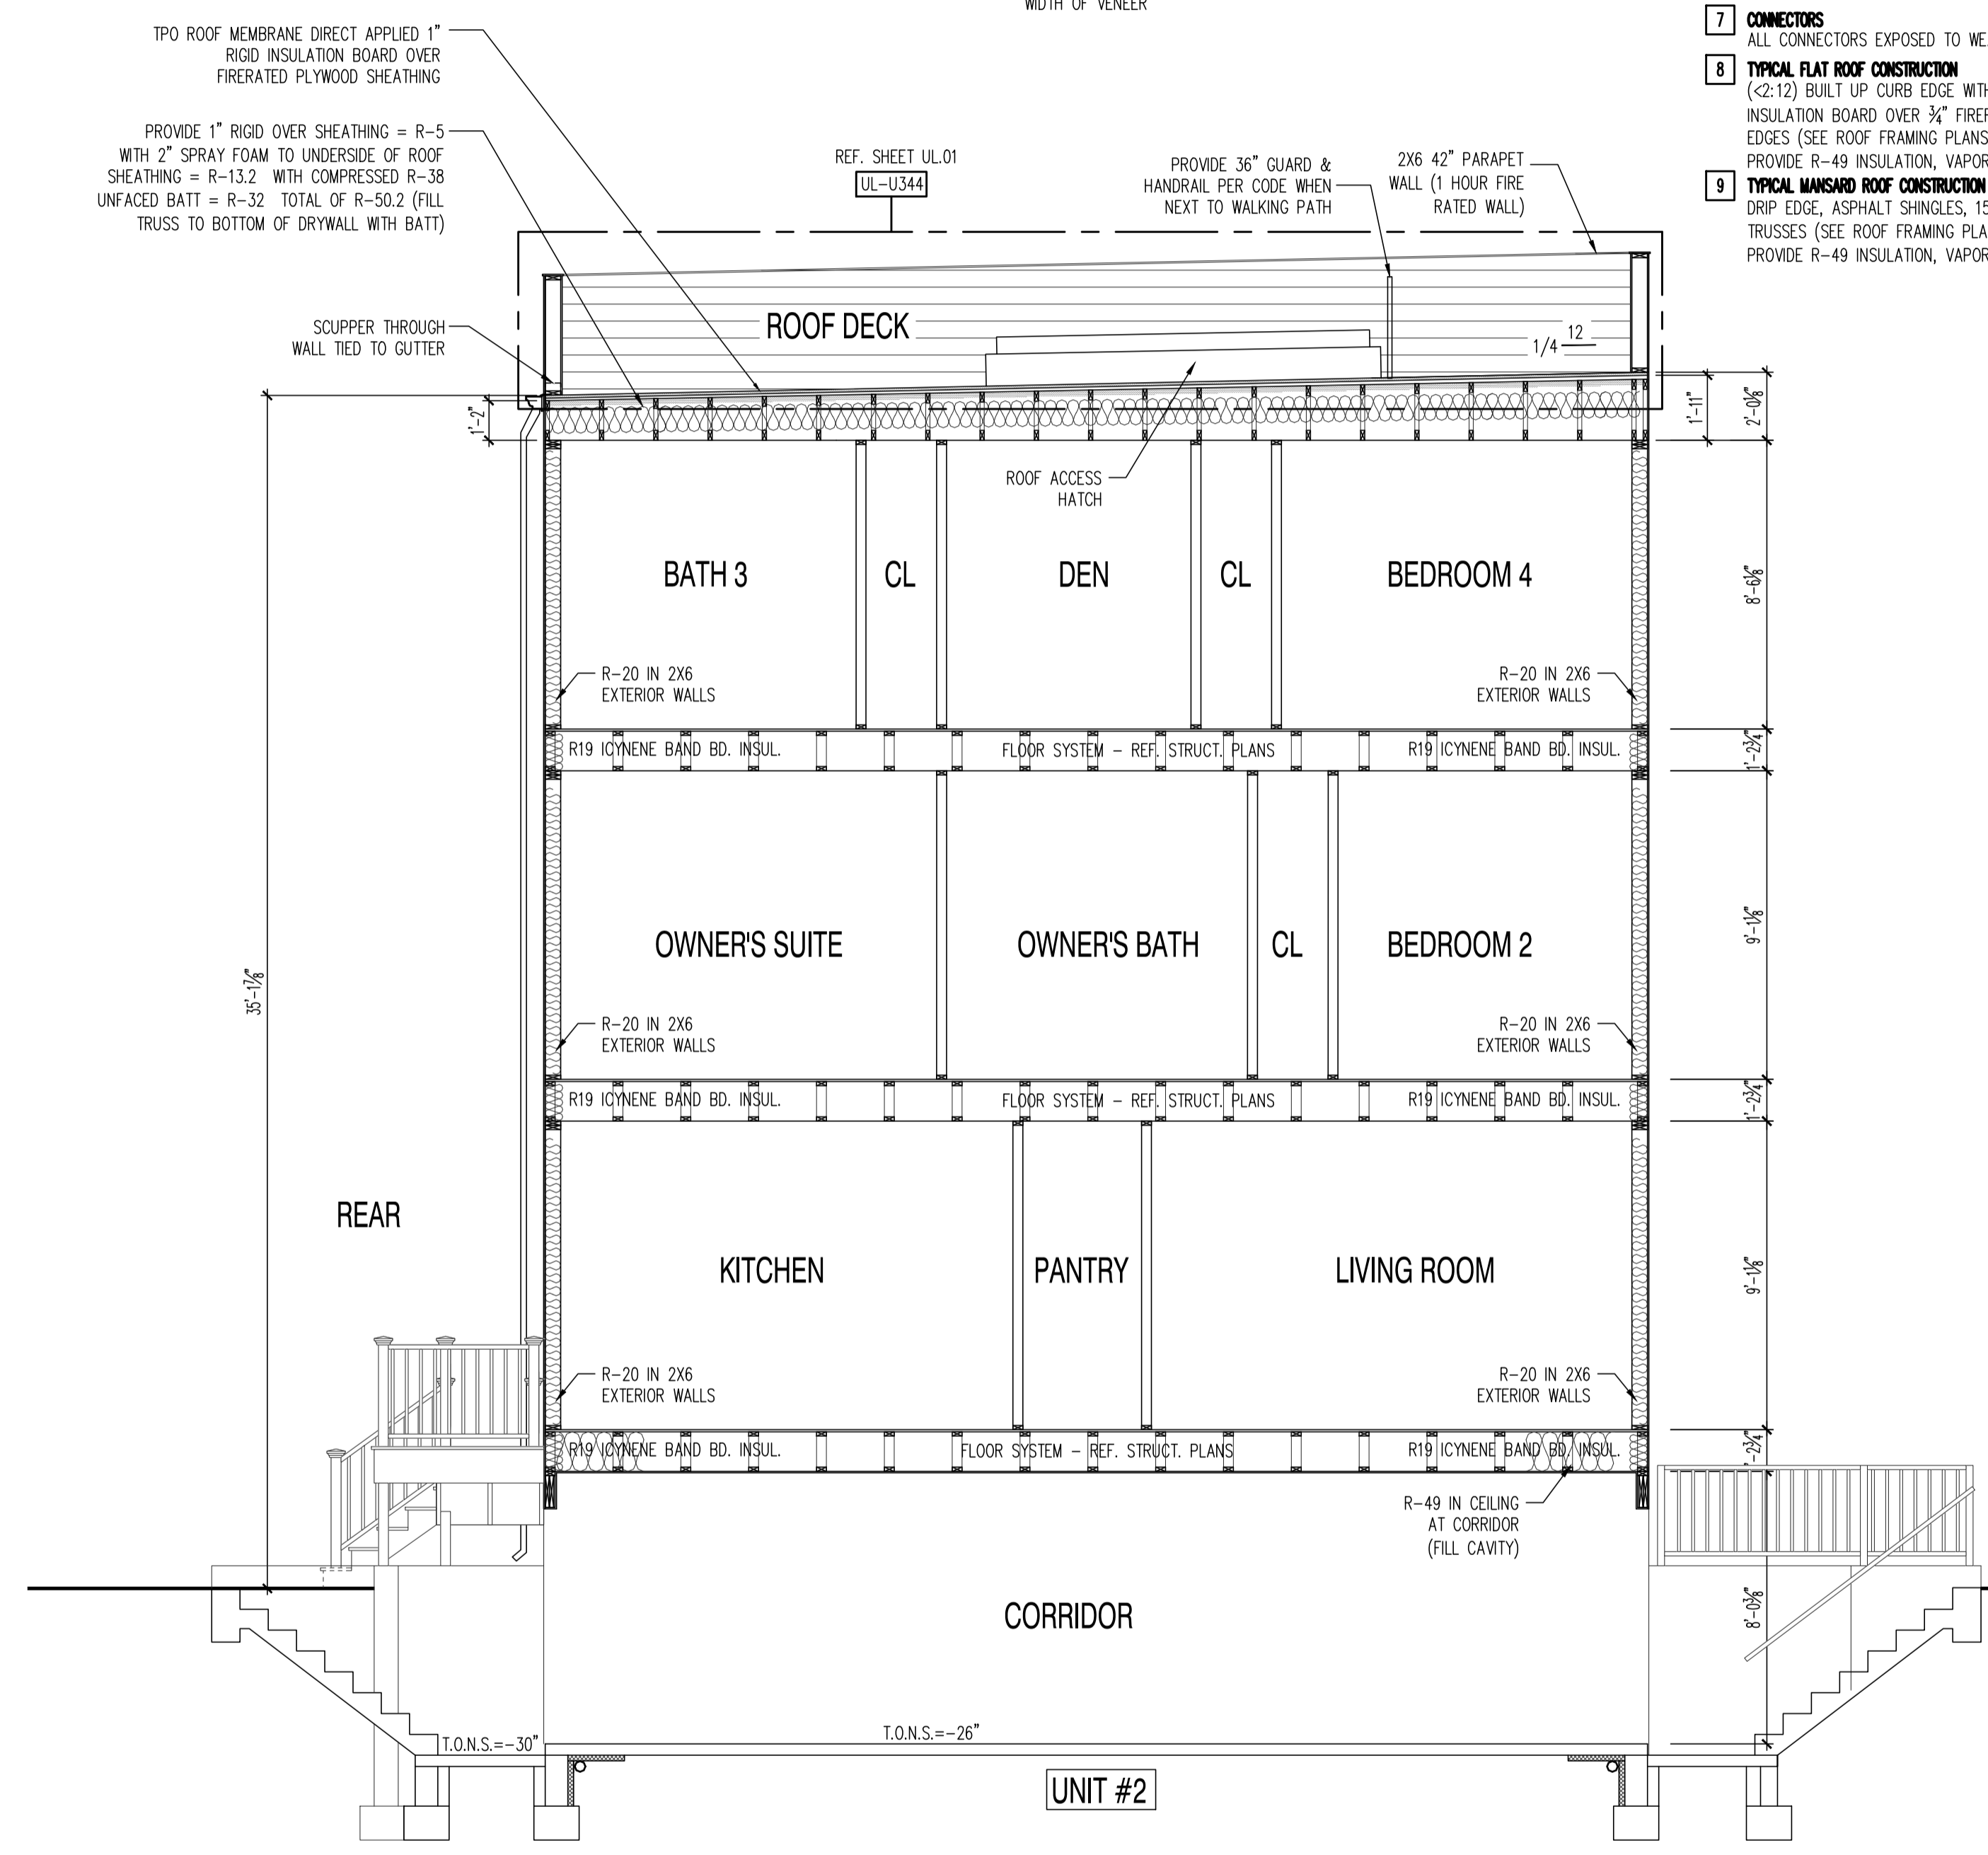 WIDTH OF VENEER
TPO ROOF MEMBRANE DIRECT APPLIED 1"
RIGID INSULATION BOARD OVER
FIRERATED PLYWOOD SHEATHING
PROVIDE 1" RIGID OVER SHEATHING = R-5
WITH 2" SPRAY FOAM TO UNDERSIDE OF ROOF
SHEATHING = R-13.2 WITH COMPRESSED R-38
UNFACED BATT = R-32 TOTAL OF R-50.2 (FILL
TRUSS TO BOTTOM OF DRYWALL WITH BATT)
SCUPPER THROUGH
WALL TIED TO GUTTER
REF. SHEET UL.01
UL-U344
PROVIDE 36" GUARD &
HANDRAIL PER CODE WHEN
NEXT TO WALKING PATH
2X6 42" PARAPET
WALL (1 HOUR FIRE
RATED WALL)
7 CONNECTORS
ALL CONNECTORS EXPOSED TO WE
8 TYPICAL FLAT ROOF CONSTRUCTION
(<2:12) BUILT UP CURB EDGE WITH
INSULATION BOARD OVER ¾" FIRE
EDGES (SEE ROOF FRAMING PLANS
PROVIDE R-49 INSULATION, VAPOR
9 TYPICAL MANSARD ROOF CONSTRUCTION
DRIP EDGE, ASPHALT SHINGLES, 15
TRUSSES (SEE ROOF FRAMING PLA
PROVIDE R-49 INSULATION, VAPOR
ROOF DECK
12
1/4
1'-2"
1'-11"
2'-0⅛"
ROOF ACCESS
HATCH
BATH 3
CL
DEN
CL
BEDROOM 4
8'-6⅛"
R-20 IN 2X6
EXTERIOR WALLS
R-20 IN 2X6
EXTERIOR WALLS
R19 ICYNENE BAND BD. INSUL.
FLOOR SYSTEM - REF. STRUCT. PLANS
R19 ICYNENE BAND BD. INSUL.
1'-2¾"
OWNER'S SUITE
OWNER'S BATH
CL
BEDROOM 2
9'-1⅛"
35'-1⅞"
R-20 IN 2X6
EXTERIOR WALLS
R-20 IN 2X6
EXTERIOR WALLS
R19 ICYNENE BAND BD. INSUL.
FLOOR SYSTEM - REF. STRUCT. PLANS
R19 ICYNENE BAND BD. INSUL.
1'-2¾"
REAR
KITCHEN
PANTRY
LIVING ROOM
9'-1⅛"
R-20 IN 2X6
EXTERIOR WALLS
R-20 IN 2X6
EXTERIOR WALLS
R19 ICYNENE BAND BD. INSUL.
FLOOR SYSTEM - REF. STRUCT. PLANS
R19 ICYNENE BAND BD. INSUL.
1'-2¾"
R-49 IN CEILING
AT CORRIDOR
(FILL CAVITY)
CORRIDOR
8'-0⅜"
T.O.N.S.=-30"
T.O.N.S.=-26"
UNIT #2